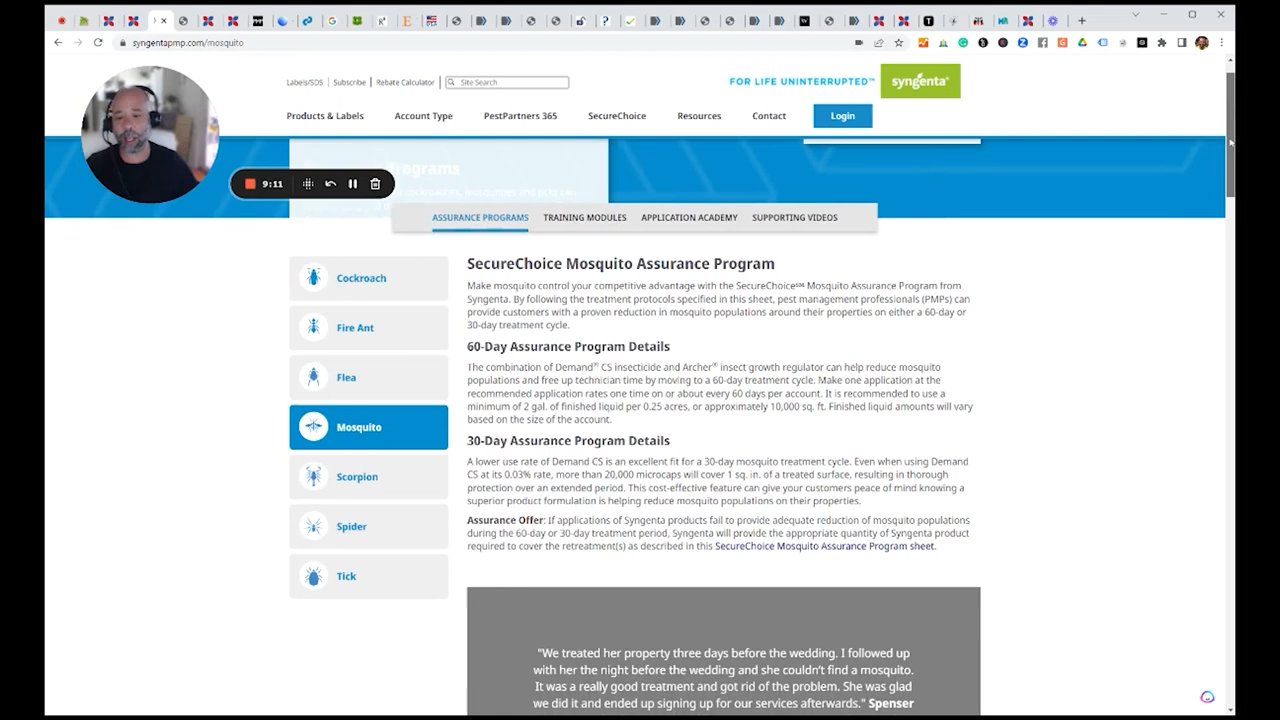 syngentapmp.com/mosquito
Labels/SDS Subscribe Rebate Calculator Site Search
FOR LIFE UNINTERRUPTED™ syngenta
Products & Labels Account Type PestPartners 365 SecureChoice Resources Contact Login
Programs
9:11
ASSURANCE PROGRAMS TRAINING MODULES APPLICATION ACADEMY SUPPORTING VIDEOS
Cockroach
Fire Ant
Flea
Mosquito
Scorpion
Spider
Tick
SecureChoice Mosquito Assurance Program
Make mosquito control your competitive advantage with the SecureChoice℠ Mosquito Assurance Program from
Syngenta. By following the treatment protocols specified in this sheet, pest management professionals (PMPs) can
provide customers with a proven reduction in mosquito populations around their properties on either a 60-day or
30-day treatment cycle.
60-Day Assurance Program Details
The combination of Demand® CS insecticide and Archer® insect growth regulator can help reduce mosquito
populations and free up technician time by moving to a 60-day treatment cycle. Make one application at the
recommended application rates one time on or about every 60 days per account. It is recommended to use a
minimum of 2 gal. of finished liquid per 0.25 acres, or approximately 10,000 sq. ft. Finished liquid amounts will vary
based on the size of the account.
30-Day Assurance Program Details
A lower use rate of Demand CS is an excellent fit for a 30-day mosquito treatment cycle. Even when using Demand
CS at its 0.03% rate, more than 20,000 microcaps will cover 1 sq. in. of a treated surface, resulting in thorough
protection over an extended period. This cost-effective feature can give your customers peace of mind knowing a
superior product formulation is helping reduce mosquito populations on their properties.
Assurance Offer: If applications of Syngenta products fail to provide adequate reduction of mosquito populations
during the 60-day or 30-day treatment period, Syngenta will provide the appropriate quantity of Syngenta product
required to cover the retreatment(s) as described in this SecureChoice Mosquito Assurance Program sheet.
"We treated her property three days before the wedding. I followed up
with her the night before the wedding and she couldn't find a mosquito.
It was a really good treatment and got rid of the problem. She was glad
we did it and ended up signing up for our services afterwards." Spenser